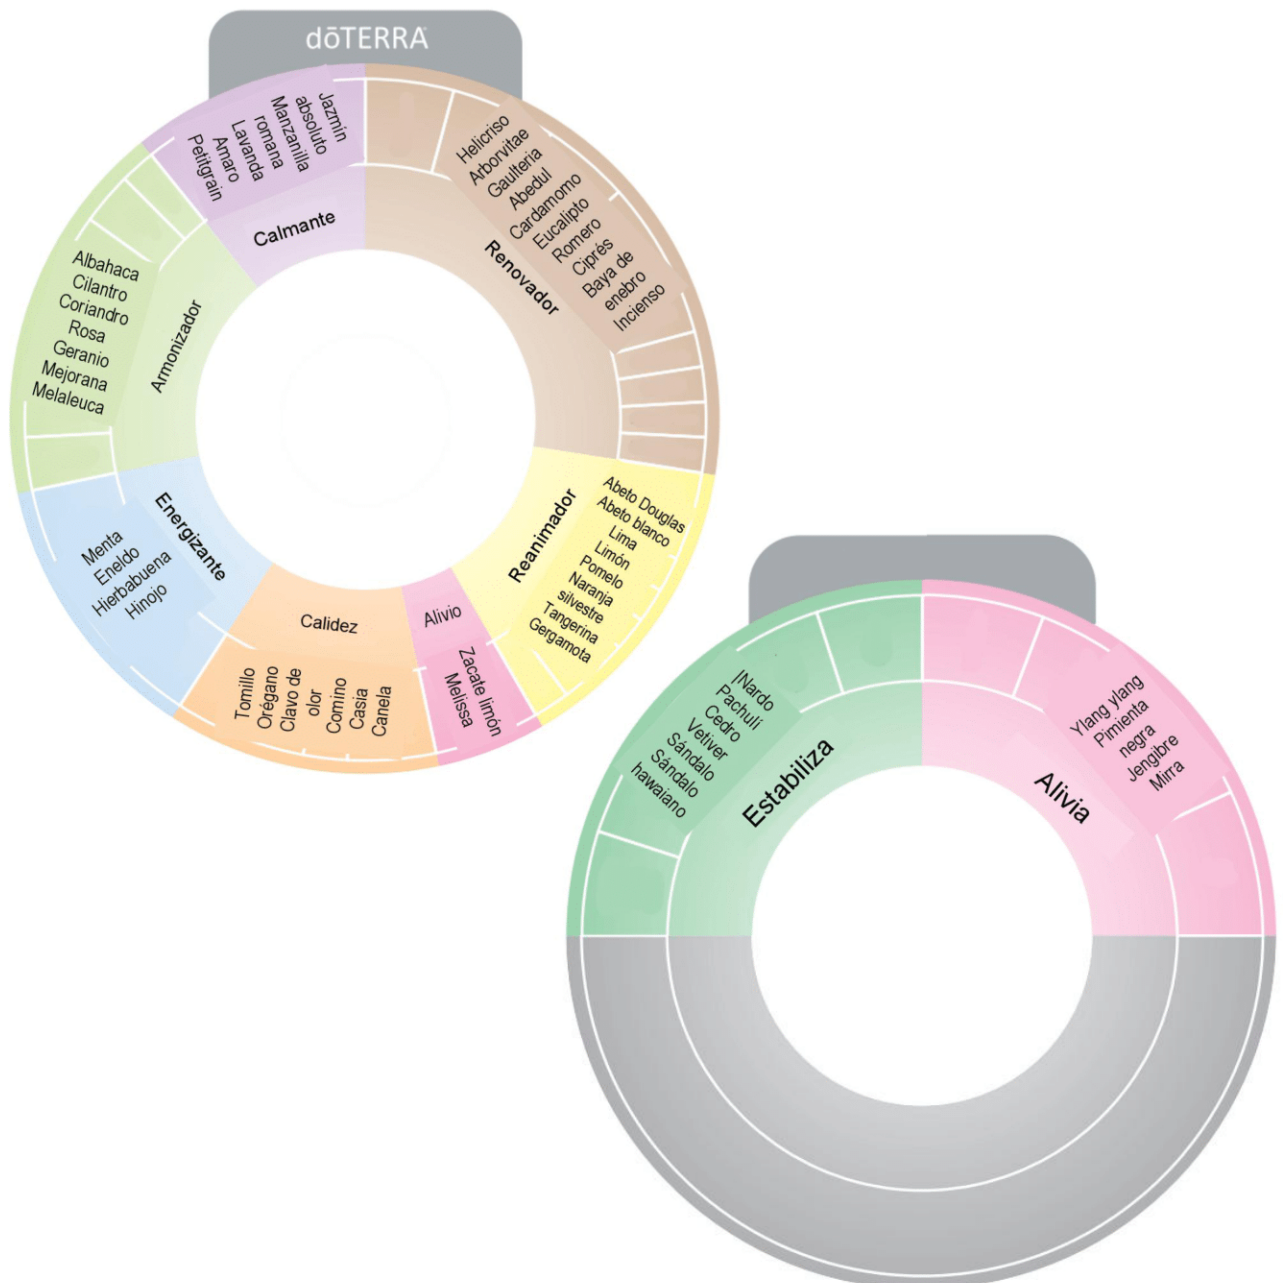 dōTERRA
Jazmín
absoluto
Manzanilla
romana
Lavanda
Amaro
Petitgrain
Calmante
Helicriso
Arborvitae
Gaulteria
Abedul
Cardamomo
Eucalipto
Romero
Ciprés
Baya de
enebro
Incienso
Renovador
Albahaca
Cilantro
Coriandro
Rosa
Geranio
Mejorana
Melaleuca
Armonizador
Energizante
Menta
Eneldo
Hierbabuena
Hinojo
Calidez
Tomillo
Orégano
Clavo de
olor
Comino
Casia
Canela
Alivio
Zacate limón
Melissa
Reanimador
Abeto Douglas
Abeto blanco
Lima
Limón
Pomelo
Naranja
silvestre
Tangerina
Gergamota
|Nardo
Pachulí
Cedro
Vetiver
Sándalo
Sándalo
hawaiano
Estabiliza
Ylang ylang
Pimienta
negra
Jengibre
Mirra
Alivia